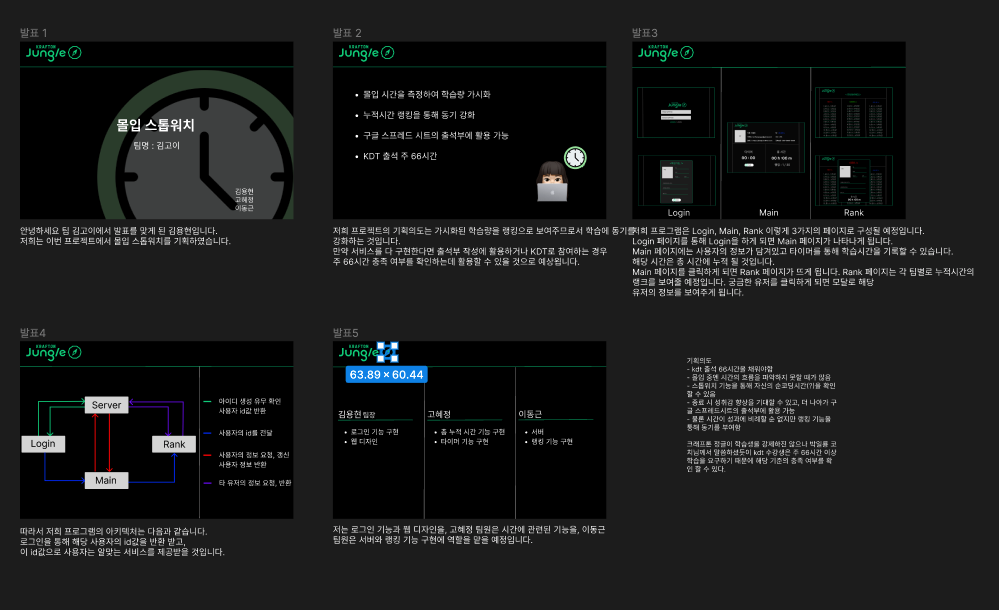 발표 1
KRAFTON
Jungle
몰입 스톱워치
팀명 : 김고이
김용현
고혜정
이동근
안녕하세요 팀 김고이에서 발표를 맞게 된 김용현입니다.
저희는 이번 프로젝트에서 몰입 스톱워치를 기획하였습니다.
발표 2
KRAFTON
Jungle
몰입 시간을 측정하여 학습량 가시화
누적시간 랭킹을 통해 동기 강화
구글 스프레드 시트의 출석부에 활용 가능
KDT 출석 주 66시간
저희 프로젝트의 기획의도는 가시화된 학습량을 랭킹으로 보여주므로서 학습에 동기를
강화하는 것입니다.
만약 서비스를 다 구현한다면 출석부 작성에 활용하거나 KDT로 참여하는 경우
주 66시간 충족 여부를 확인하는데 활용할 수 있을 것으로 예상됩니다.
발표3
KRAFTON
Jungle
Login
Main
Rank
저희 프로그램은 Login, Main, Rank 이렇게 3가지의 페이지로 구성될 예정입니다.
Login 페이지를 통해 Login을 하게 되면 Main 페이지가 나타나게 됩니다.
Main 페이지에는 사용자의 정보가 담겨있고 타이머를 통해 학습시간을 기록할 수 있습니다.
해당 시간은 총 시간에 누적 될 것입니다.
Main 페이지를 클릭하게 되면 Rank 페이지가 뜨게 됩니다. Rank 페이지는 각 팀별로 누적시간의
랭크를 보여줄 예정입니다. 궁금한 유저를 클릭하게 되면 모달로 해당
유저의 정보를 보여주게 됩니다.
발표4
KRAFTON
Jungle
Server
Login
Rank
Main
아이디 생성 유무 확인
사용자 id값 반환
사용자의 id를 전달
사용자의 정보 요청, 갱신
사용자 정보 반환
타 유저의 정보 요청, 반환
따라서 저희 프로그램의 아키텍처는 다음과 같습니다.
로그인을 통해 해당 사용자의 id값을 반환 받고,
이 id값으로 사용자는 알맞는 서비스를 제공받을 것입니다.
발표5
KRAFTON
Jungle
63.89 × 60.44
김용현 팀장
로그인 기능 구현
웹 디자인
고혜정
총 누적 시간 기능 구현
타이머 기능 구현
이동근
서버
랭킹 기능 구현
저는 로그인 기능과 웹 디자인을, 고혜정 팀원은 시간에 관련된 기능을, 이동근
팀원은 서버와 랭킹 기능 구현에 역할을 맡을 예정입니다.
기획의도
- kdt 출석 66시간을 채워야함
- 몰입 중엔 시간의 흐름을 파악하지 못할 때가 많음
- 스톱워치 기능을 통해 자신의 순코딩시간(?)을 확인
할 수 있음
- 종료 시 성취감 향상을 기대할 수 있고, 더 나아가 구
글 스프레드시트의 출석부에 활용 가능
- 물론 시간이 성과에 비례할 순 없지만 랭킹 기능을
통해 동기를 부여함
크래프톤 정글이 학습생을 강제하진 않으나 박일룡 코
치님께서 말씀하셨듯이 kdt 수강생은 주 66시간 이상
학습을 요구하기 때문에 해당 기준의 충족 여부를 확
인 할 수 있다.